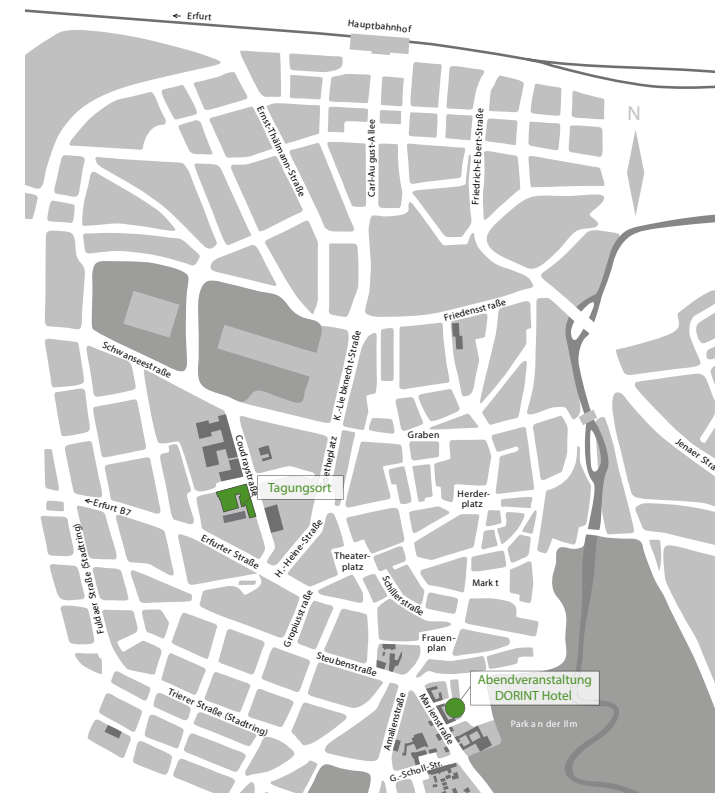 ← Erfurt
Hauptbahnhof
N
Ernst-Thälmann-Straße
Carl-August-Allee
Friedrich-Ebert-Straße
Friedensstraße
Schwanseestraße
K.-Liebknecht-Straße
Jenaer Stra
Graben
Coudraystraße
oetheplatz
Tagungsort
Herder-
platz
←Erfurt B7
Erfurter Straße
H.-Heine-Straße
Theater-
platz
Fuldaer Straße (Stadtring)
Schillerstraße
Markt
Gropiusstraße
Frauen-
plan
Steubenstraße
Abendveranstaltung
DORINT Hotel
Trierer Straße (Stadtring)
Amalienstraße
Marienstraße
Park an der Ilm
G.-Scholl-Str.